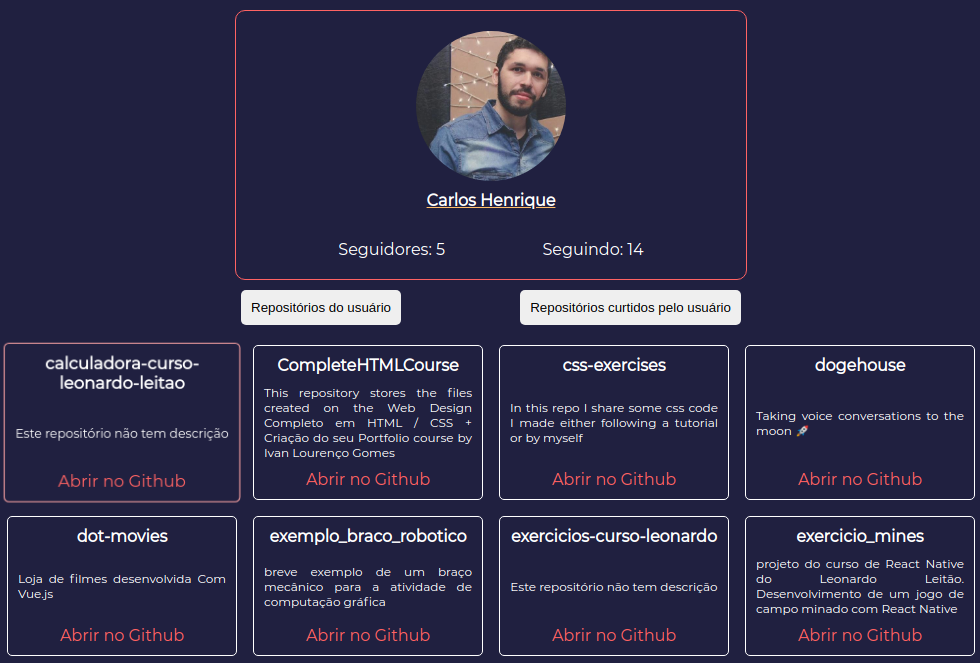 Carlos Henrique
Seguidores: 5 Seguindo: 14
Repositórios do usuário Repositórios curtidos pelo usuário
calculadora-curso-
leonardo-leitao
Este repositório não tem descrição
Abrir no Github
CompleteHTMLCourse
This repository stores the files
created on the Web Design
Completo em HTML / CSS +
Criação do seu Portfolio course by
Ivan Lourenço Gomes
Abrir no Github
css-exercises
In this repo I share some css code
I made either following a tutorial
or by myself
Abrir no Github
dogehouse
Taking voice conversations to the
moon 🚀
Abrir no Github
dot-movies
Loja de filmes desenvolvida Com
Vue.js
Abrir no Github
exemplo_braco_robotico
breve exemplo de um braço
mecânico para a atividade de
computação gráfica
Abrir no Github
exercicios-curso-leonardo
Este repositório não tem descrição
Abrir no Github
exercicio_mines
projeto do curso de React Native
do Leonardo Leitão.
Desenvolvimento de um jogo de
campo minado com React Native
Abrir no Github